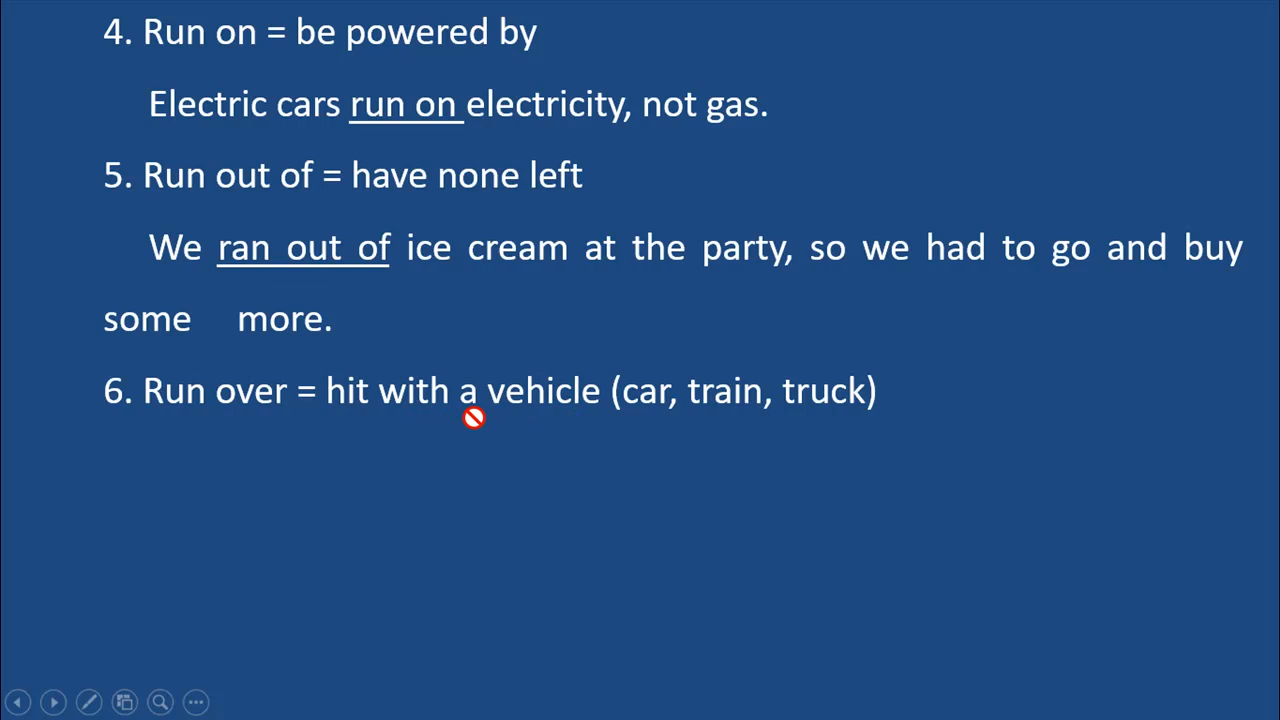 4. Run on = be powered by
Electric cars run on electricity, not gas.
5. Run out of = have none left
We ran out of ice cream at the party, so we had to go and buy
some more.
6. Run over = hit with a vehicle (car, train, truck)